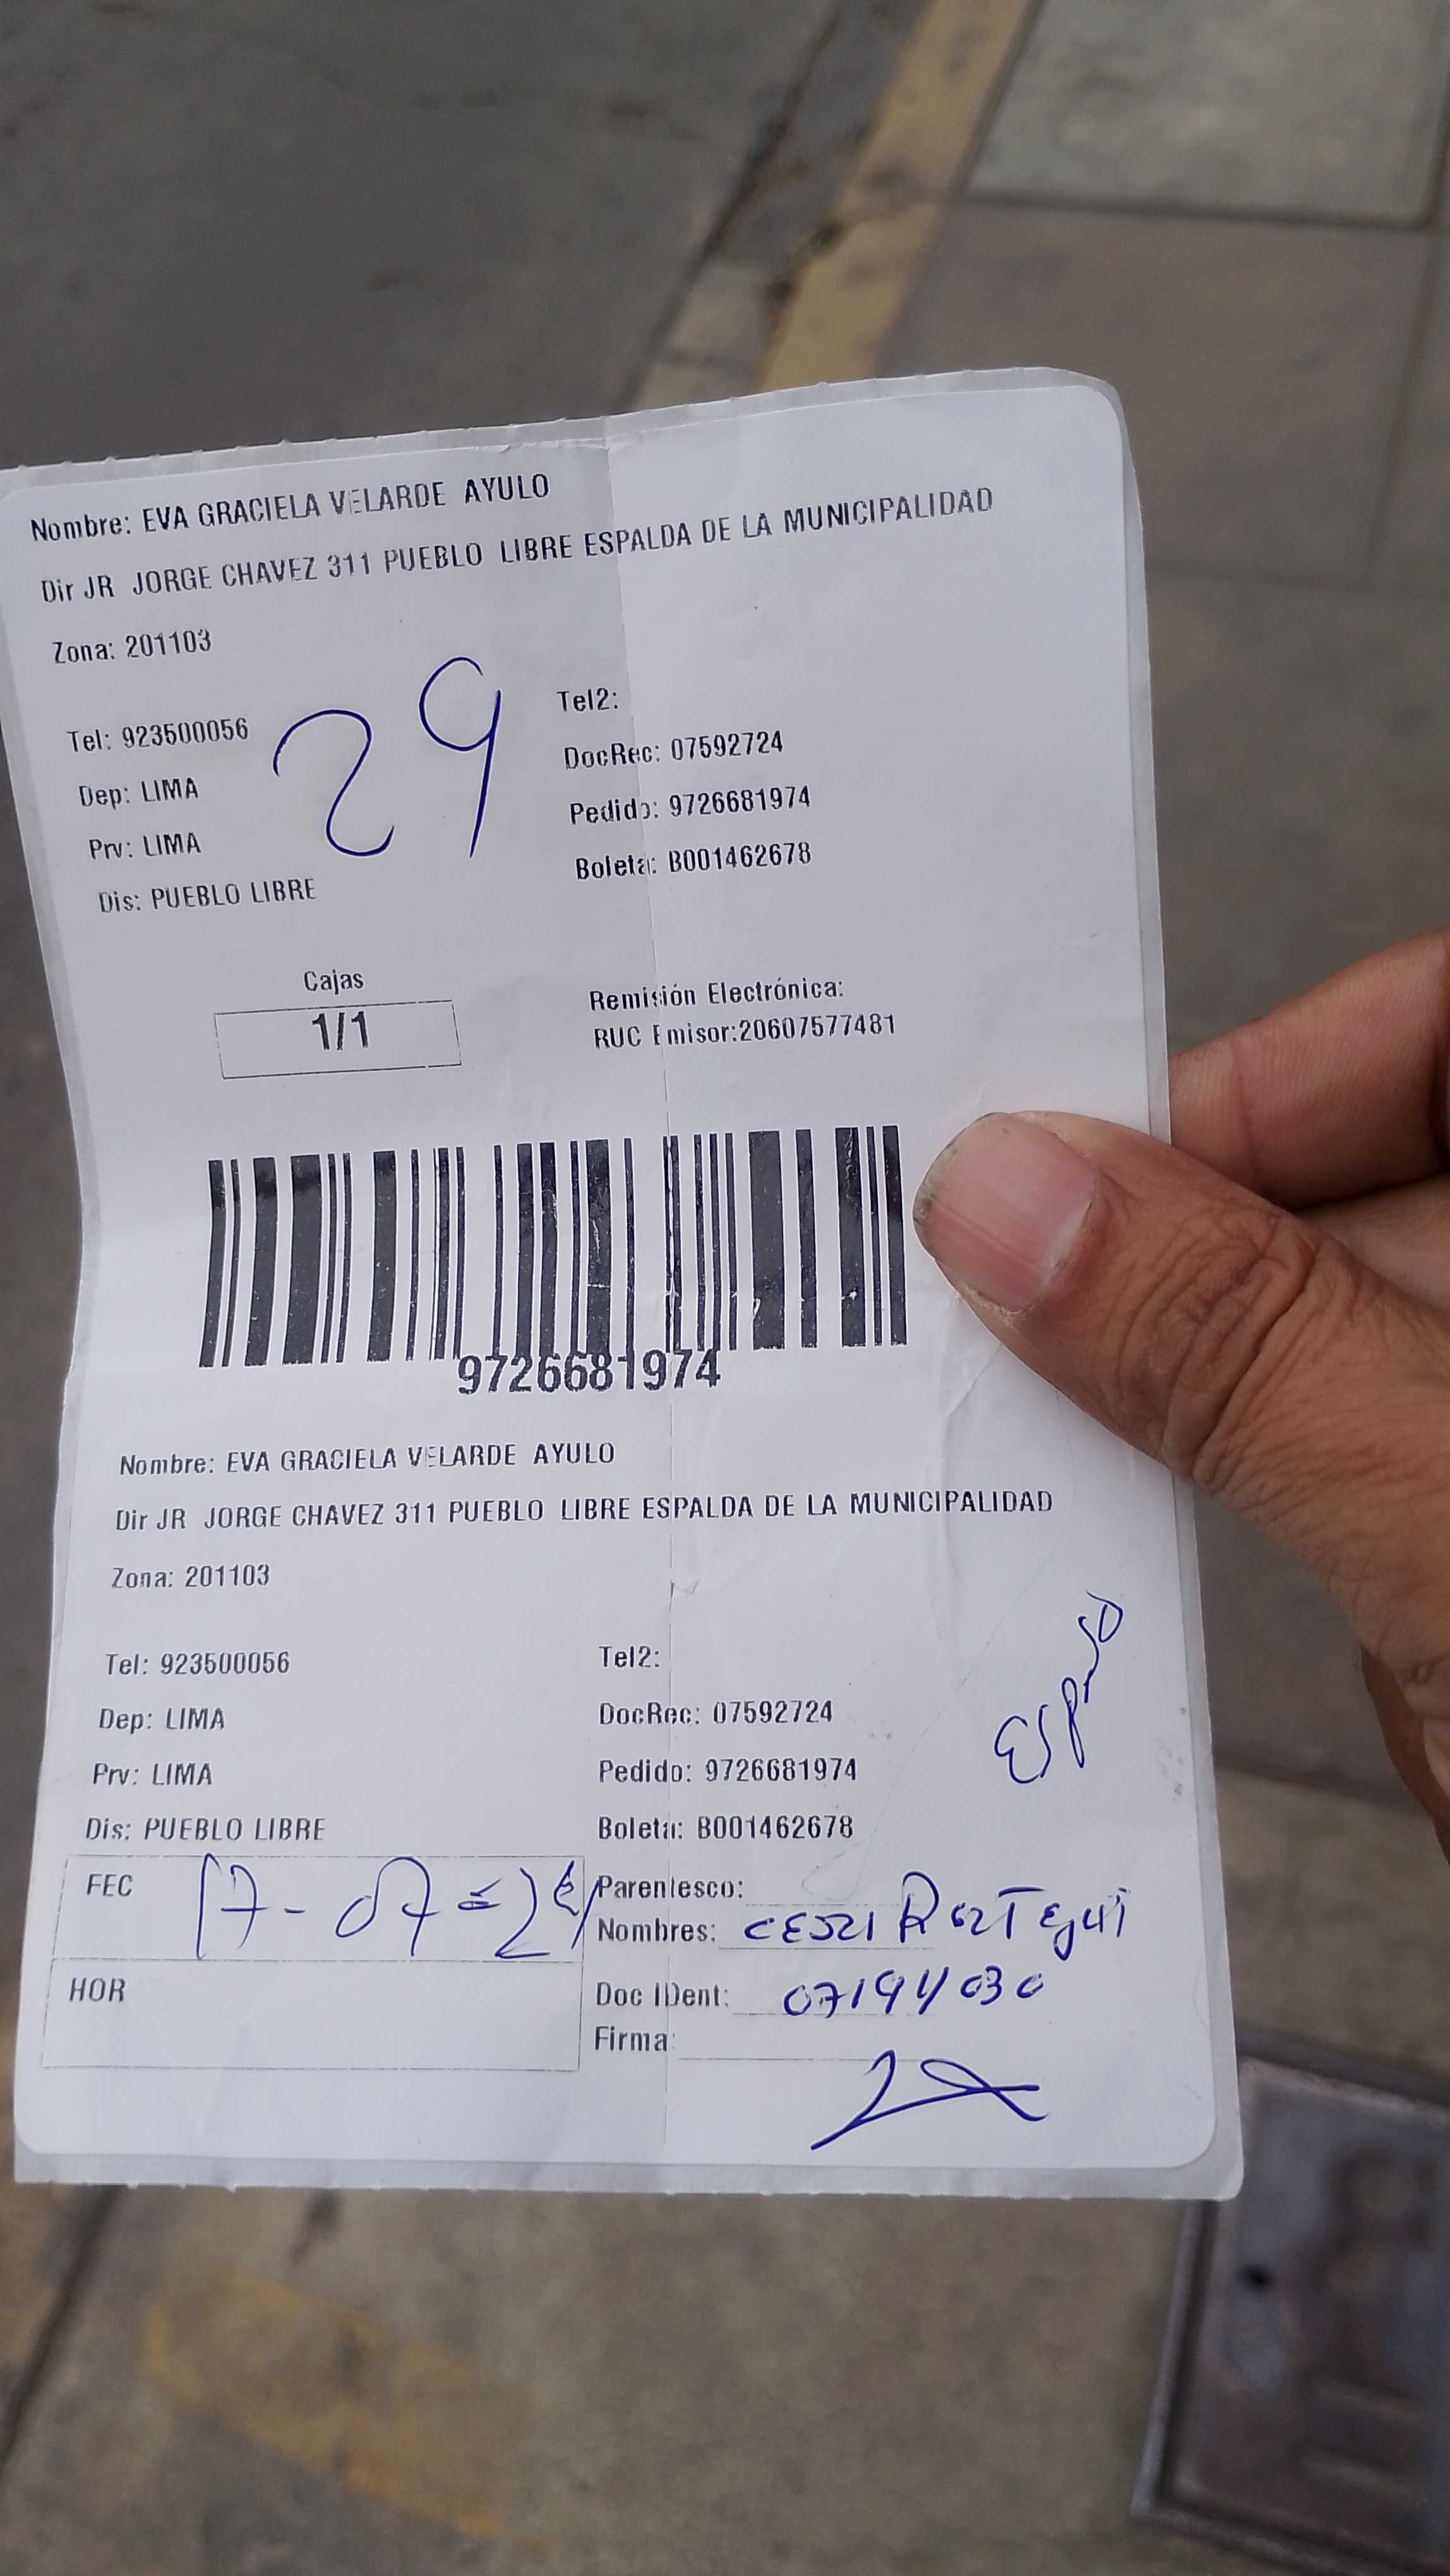 Nombre: EVA GRACIELA VELARDE AYULO
Dir JR JORGE CHAVEZ 311 PUEBLO LIBRE ESPALDA DE LA MUNICIPALIDAD
Zona: 201103
29
Tel: 923500056
Tel2:
Dep: LIMA
DocRec: 07592724
Prv: LIMA
Pedido: 9726681974
Dis: PUEBLO LIBRE
Boleta: B001462678
Cajas
1/1
Remisión Electrónica:
RUC Emisor:20607577481
9726681974
Nombre: EVA GRACIELA VELARDE AYULO
Dir JR JORGE CHAVEZ 311 PUEBLO LIBRE ESPALDA DE LA MUNICIPALIDAD
Zona: 201103
Tel: 923500056
Tel2:
Dep: LIMA
DocRec: 07592724
Prv: LIMA
Pedido: 9726681974
Esposo
Dis: PUEBLO LIBRE
Boleta: B001462678
FEC 17-07-24
Parentesco:
Nombres:
HOR
Doc IDent: 07194030
Firma: